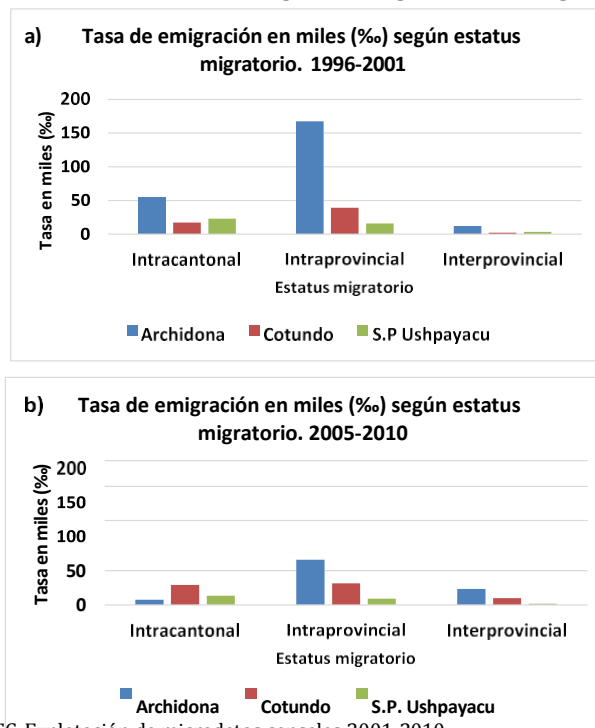 a) Tasa de emigración en miles (‰) según estatus
migratorio. 1996-2001
Tasa en miles (‰)
200
150
100
50
0
Intracantonal Intraprovincial Interprovincial
Estatus migratorio
Archidona Cotundo S.P Ushpayacu
b) Tasa de emigración en miles (‰) según estatus
migratorio. 2005-2010
Tasa en miles (‰)
200
150
100
50
0
Intracantonal Intraprovincial Interprovincial
Estatus migratorio
Archidona Cotundo S.P. Ushpayacu